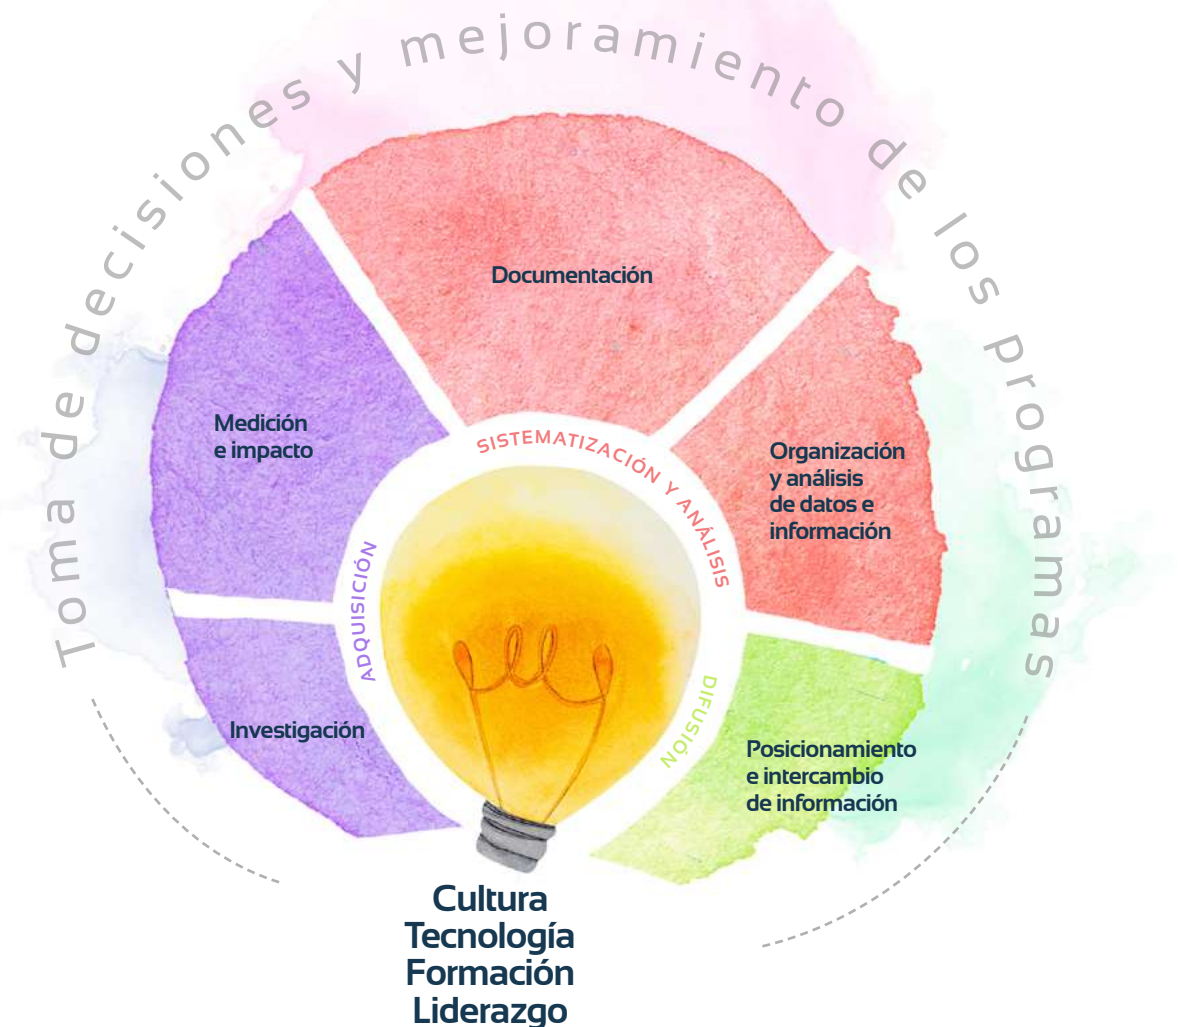 Toma de decisiones y mejoramiento de los programas
Documentación
Medición
e impacto
Organización
y análisis
de datos e
información
SISTEMATIZACIÓN Y ANÁLISIS
ADQUISICIÓN
DIFUSIÓN
Investigación
Posicionamiento
e intercambio
de información
Cultura
Tecnología
Formación
Liderazgo